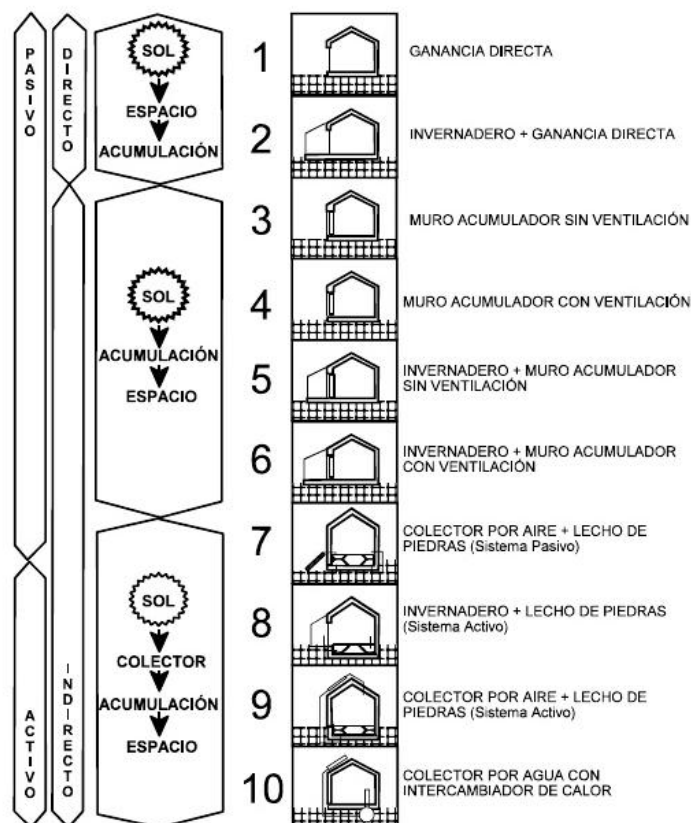 PASIVO
DIRECTO
SOL
ESPACIO
ACUMULACIÓN
1
GANANCIA DIRECTA
2
INVERNADERO + GANANCIA DIRECTA
3
MURO ACUMULADOR SIN VENTILACIÓN
SOL
ACUMULACIÓN
ESPACIO
4
MURO ACUMULADOR CON VENTILACIÓN
5
INVERNADERO + MURO ACUMULADOR
SIN VENTILACIÓN
6
INVERNADERO + MURO ACUMULADOR
CON VENTILACIÓN
ACTIVO
INDIRECTO
SOL
COLECTOR
ACUMULACIÓN
ESPACIO
7
COLECTOR POR AIRE + LECHO DE
PIEDRAS (Sistema Pasivo)
8
INVERNADERO + LECHO DE PIEDRAS
(Sistema Activo)
9
COLECTOR POR AIRE + LECHO DE
PIEDRAS (Sistema Activo)
10
COLECTOR POR AGUA CON
INTERCAMBIADOR DE CALOR